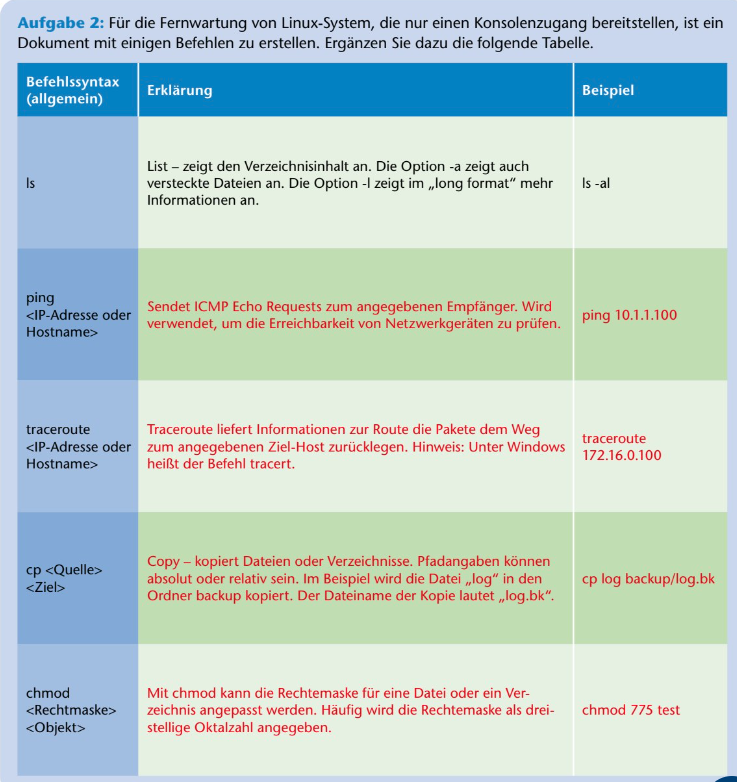 Aufgabe 2: Für die Fernwartung von Linux-System, die nur einen Konsolenzugang bereitstellen, ist ein
Dokument mit einigen Befehlen zu erstellen. Ergänzen Sie dazu die folgende Tabelle.
Befehlssyntax
(allgemein)
Erklärung
Beispiel
ls
List – zeigt den Verzeichnisinhalt an. Die Option -a zeigt auch
versteckte Dateien an. Die Option -l zeigt im „long format“ mehr
Informationen an.
ls -al
ping
<IP-Adresse oder
Hostname>
Sendet ICMP Echo Requests zum angegebenen Empfänger. Wird
verwendet, um die Erreichbarkeit von Netzwerkgeräten zu prüfen.
ping 10.1.1.100
traceroute
<IP-Adresse oder
Hostname>
Traceroute liefert Informationen zur Route die Pakete dem Weg
zum angegebenen Ziel-Host zurücklegen. Hinweis: Unter Windows
heißt der Befehl tracert.
traceroute
172.16.0.100
cp <Quelle>
<Ziel>
Copy – kopiert Dateien oder Verzeichnisse. Pfadangaben können
absolut oder relativ sein. Im Beispiel wird die Datei „log“ in den
Ordner backup kopiert. Der Dateiname der Kopie lautet „log.bk“.
cp log backup/log.bk
chmod
<Rechtmaske>
<Objekt>
Mit chmod kann die Rechtemaske für eine Datei oder ein Ver-
zeichnis angepasst werden. Häufig wird die Rechtemaske als drei-
stellige Oktalzahl angegeben.
chmod 775 test